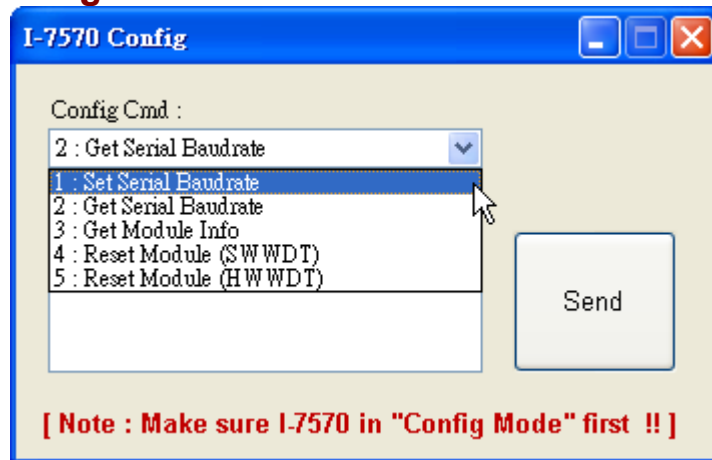 I-7570 Config
Config Cmd :
2 : Get Serial Baudrate
1 : Set Serial Baudrate
2 : Get Serial Baudrate
3 : Get Module Info
4 : Reset Module (SWWDT)
5 : Reset Module (HWWDT)
Send
[ Note : Make sure I-7570 in "Config Mode" first !! ]